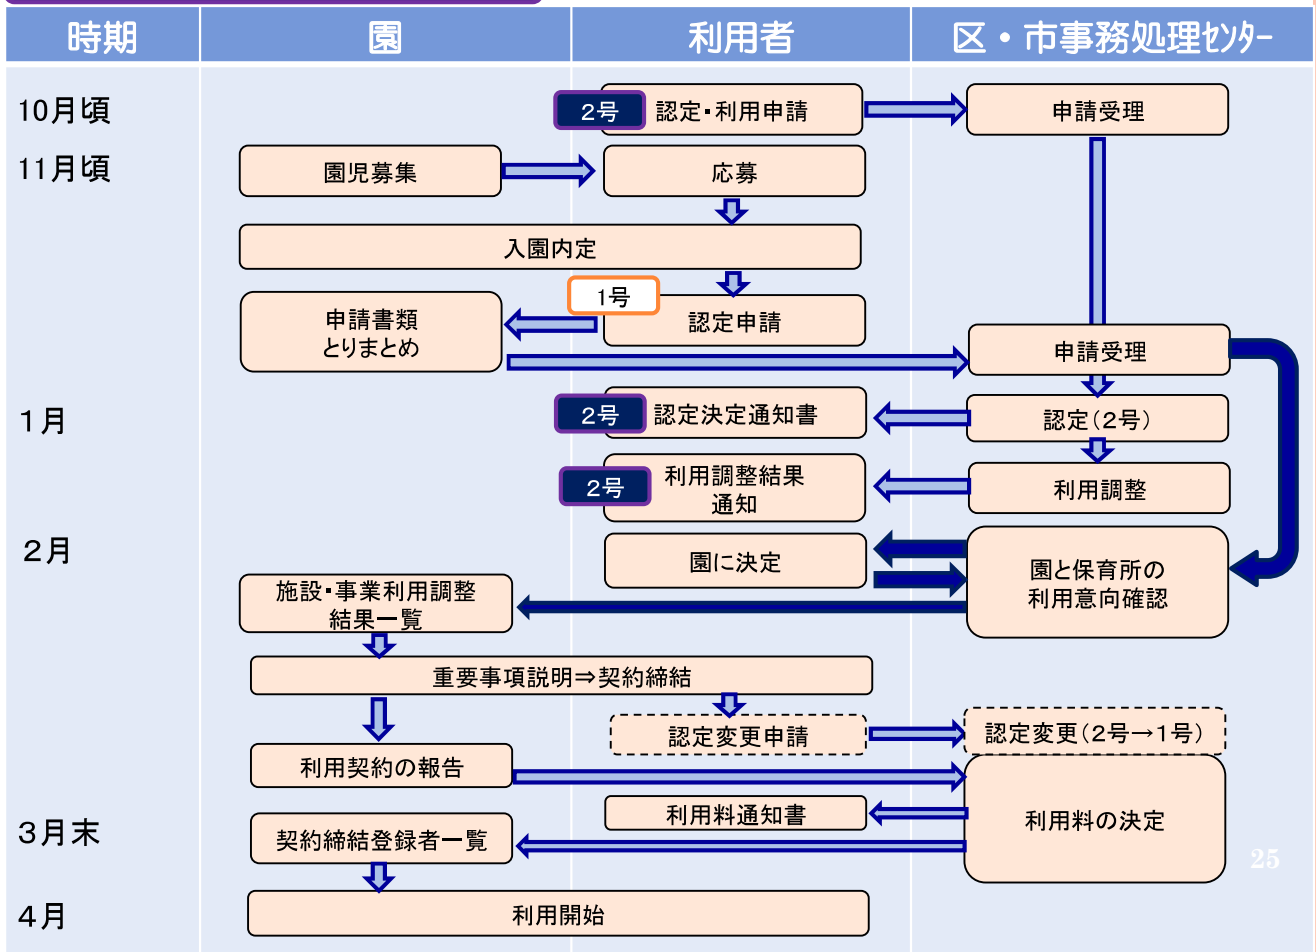 時期
園
利用者
区・市事務処理センター
10月頃
2号
認定・利用申請
申請受理
11月頃
園児募集
応募
入園内定
1号
認定申請
申請書類
とりまとめ
申請受理
1月
2号
認定決定通知書
認定(2号)
2号
利用調整結果
通知
利用調整
2月
園に決定
園と保育所の
利用意向確認
施設・事業利用調整
結果一覧
重要事項説明⇒契約締結
認定変更申請
認定変更(2号→1号)
利用契約の報告
利用料通知書
利用料の決定
3月末
契約締結登録者一覧
25
4月
利用開始